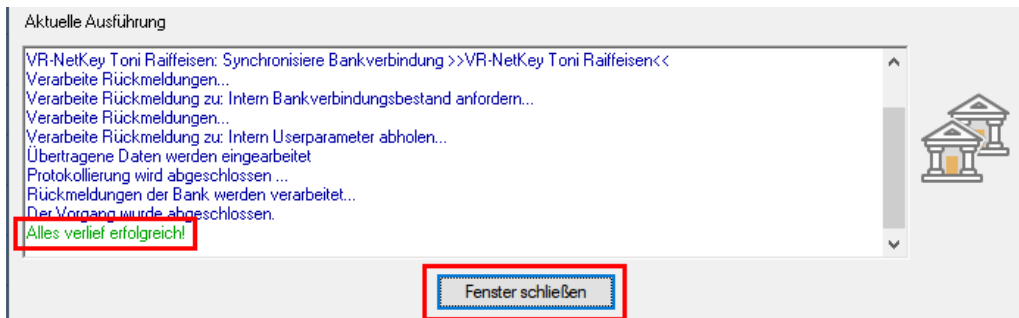 Aktuelle Ausführung
VR-NetKey Toni Raiffeisen: Synchronisiere Bankverbindung >>VR-NetKey Toni Raiffeisen<<
Verarbeite Rückmeldungen...
Verarbeite Rückmeldung zu: Intern Bankverbindungsbestand anfordern...
Verarbeite Rückmeldungen...
Verarbeite Rückmeldung zu: Intern Userparameter abholen...
Übertragene Daten werden eingearbeitet
Protokollierung wird abgeschlossen ...
Rückmeldungen der Bank werden verarbeitet...
Der Vorgang wurde abgeschlossen.
Alles verlief erfolgreich!
Fenster schließen